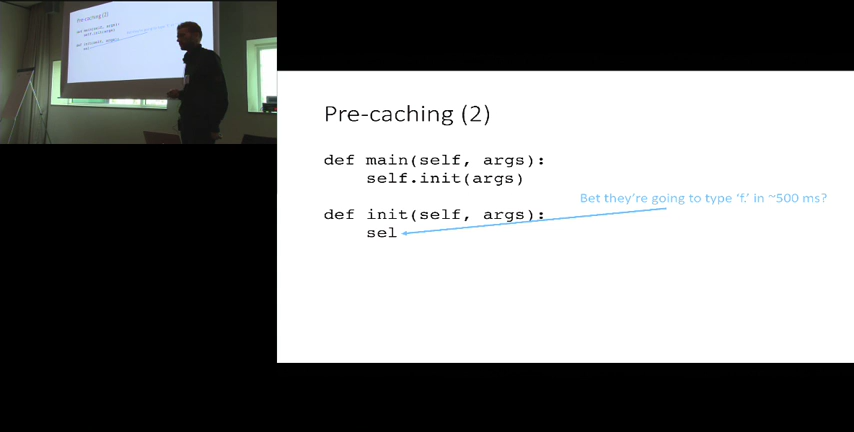 Pre-caching (2)
def main(self, args):
self.init(args)
Bet they're going to type 'f.' in ~500 ms?
def init(self, args):
sel